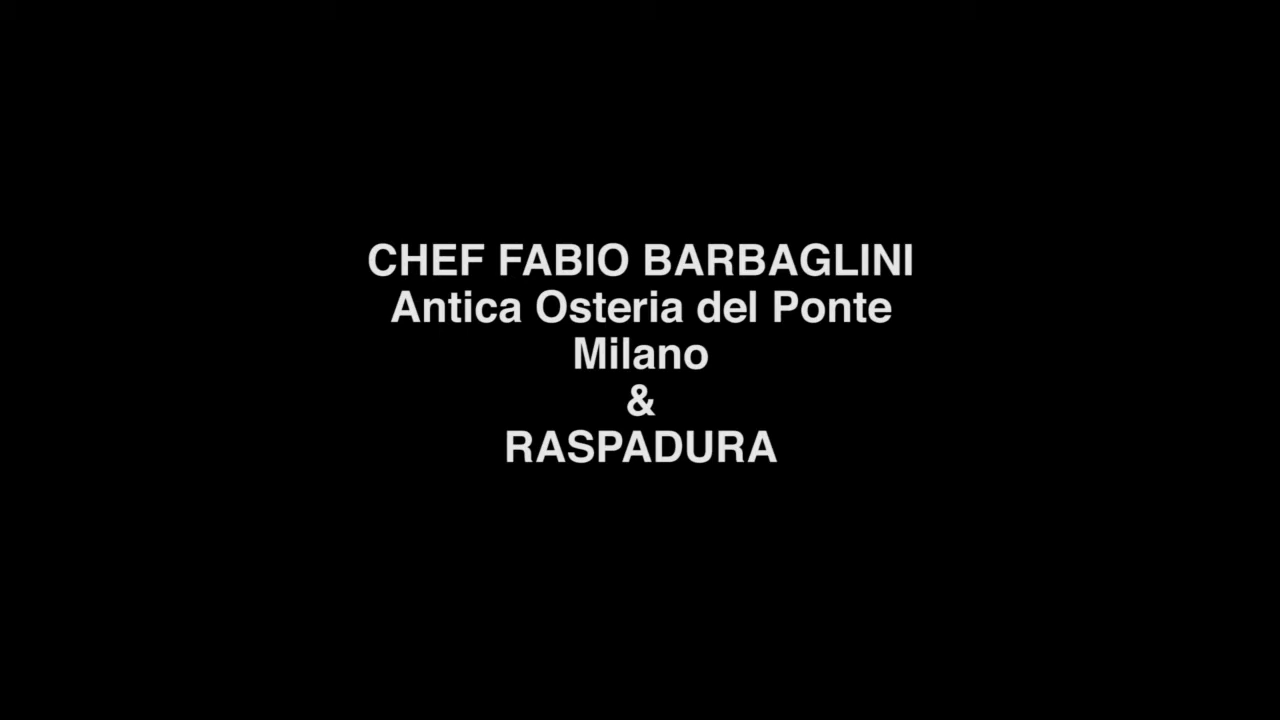 CHEF FABIO BARBAGLINI
Antica Osteria del Ponte
Milano
&
RASPADURA